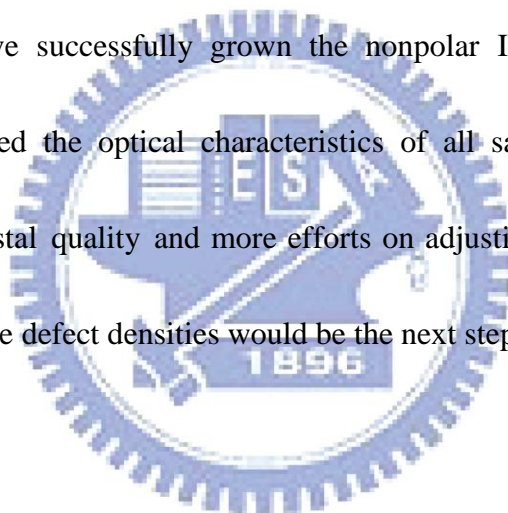 ve successfully grown the nonpolar I
ed the optical characteristics of all sa
E S A
stal quality and more efforts on adjusti
e defect densities would be the next step
1896